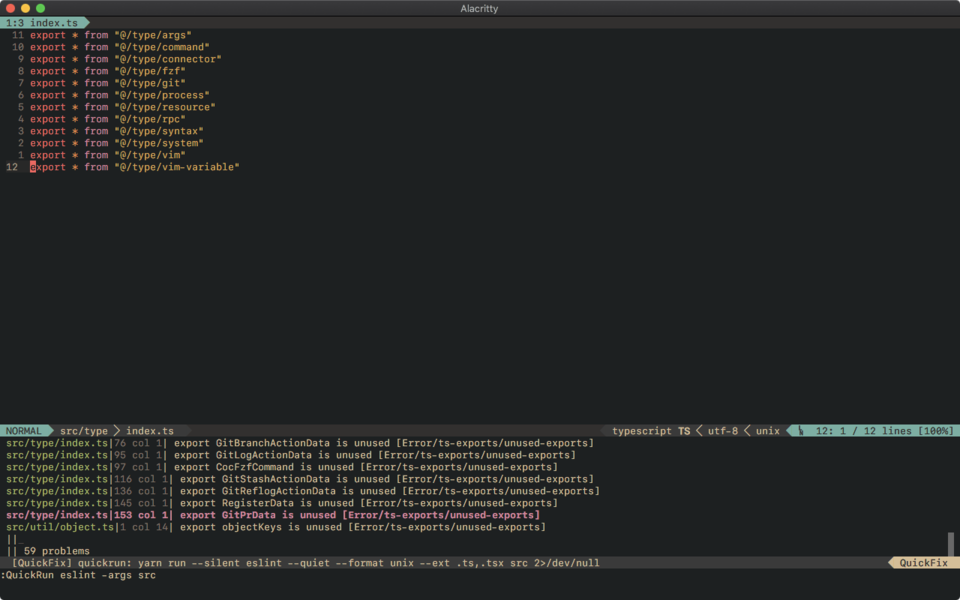 Alacritty
1:3 index.ts
11 export * from "@/type/args"
10 export * from "@/type/command"
9 export * from "@/type/connector"
8 export * from "@/type/fzf"
7 export * from "@/type/git"
6 export * from "@/type/process"
5 export * from "@/type/resource"
4 export * from "@/type/rpc"
3 export * from "@/type/syntax"
2 export * from "@/type/system"
1 export * from "@/type/vim"
12 export * from "@/type/vim-variable"
NORMAL src/type index.ts typescript TS utf-8 unix 12: 1 / 12 lines [100%]
src/type/index.ts|76 col 1| export GitBranchActionData is unused [Error/ts-exports/unused-exports]
src/type/index.ts|95 col 1| export GitLogActionData is unused [Error/ts-exports/unused-exports]
src/type/index.ts|97 col 1| export CocFzfCommand is unused [Error/ts-exports/unused-exports]
src/type/index.ts|116 col 1| export GitStashActionData is unused [Error/ts-exports/unused-exports]
src/type/index.ts|136 col 1| export GitReflogActionData is unused [Error/ts-exports/unused-exports]
src/type/index.ts|145 col 1| export RegisterData is unused [Error/ts-exports/unused-exports]
src/type/index.ts|153 col 1| export GitPrData is unused [Error/ts-exports/unused-exports]
src/util/object.ts|1 col 14| export objectKeys is unused [Error/ts-exports/unused-exports]
||
|| 59 problems
[QuickFix] quickrun: yarn run --silent eslint --quiet --format unix --ext .ts,.tsx src 2>/dev/null QuickFix
:QuickRun eslint -args src